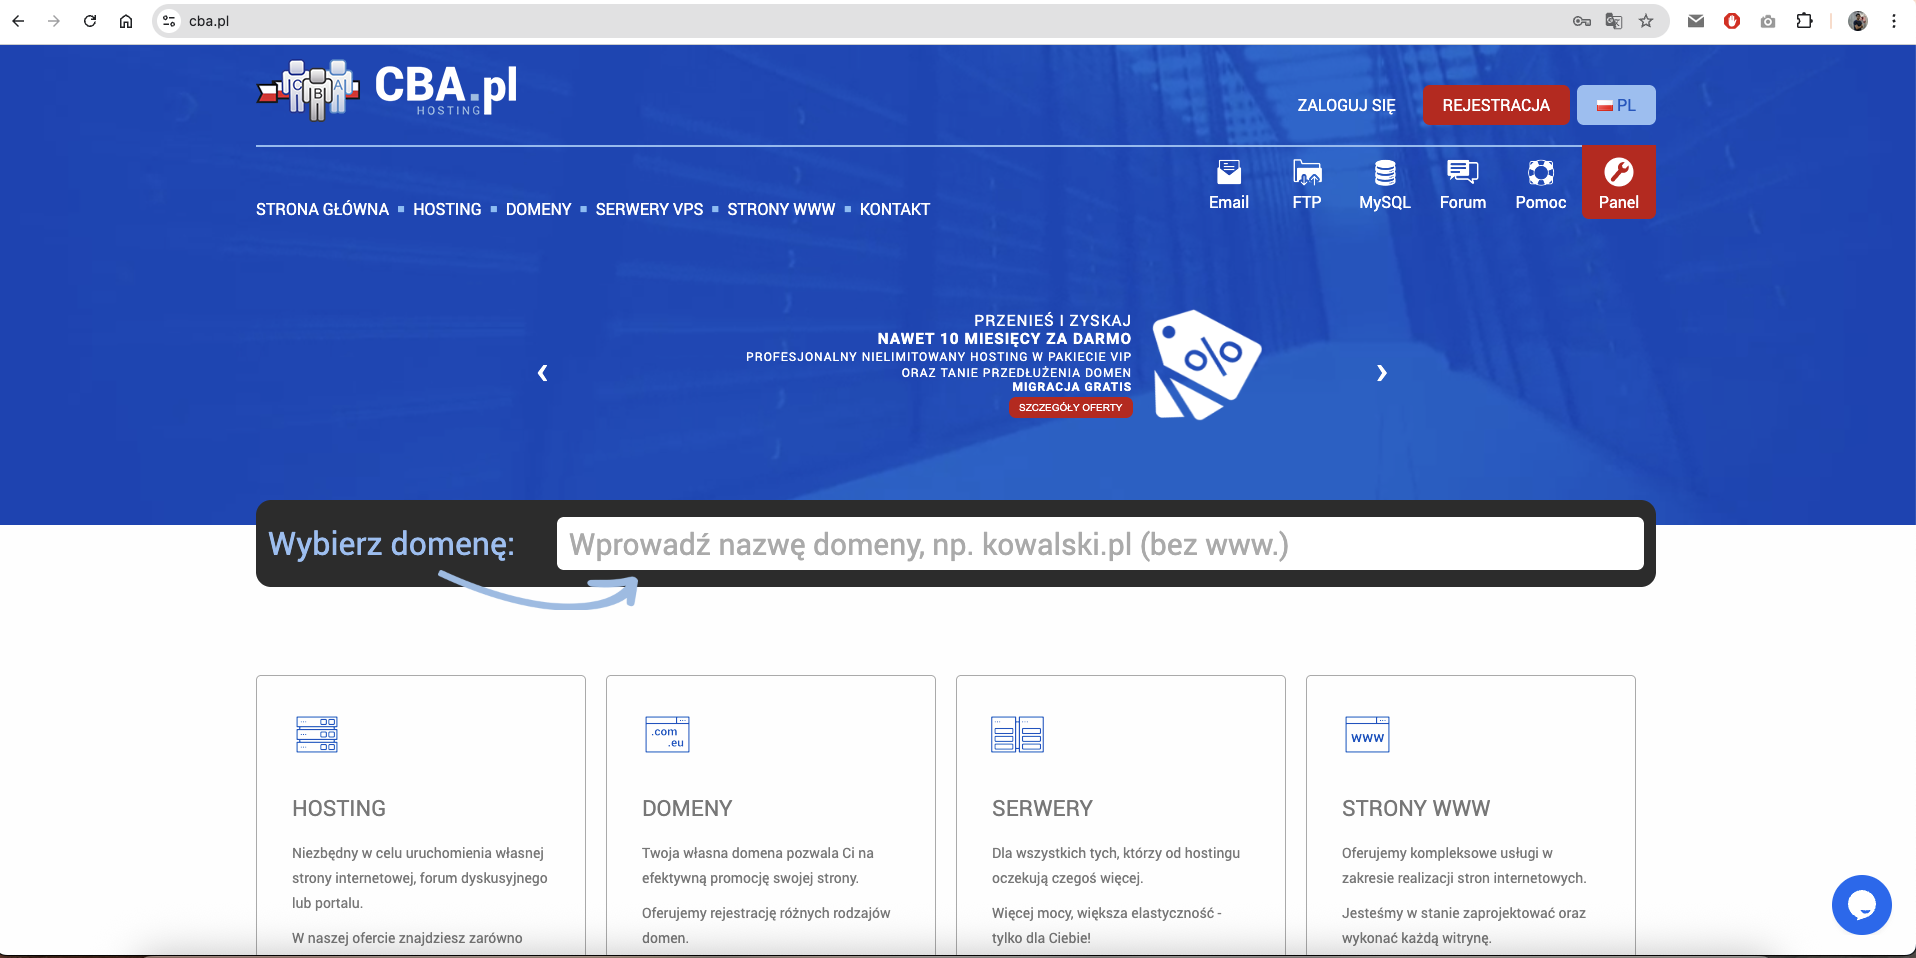 cba.pl
CBA
CBA.pl
HOSTING
ZALOGUJ SIĘ
REJESTRACJA
PL
Email
FTP
MySQL
Forum
Pomoc
Panel
STRONA GŁÓWNA ▪ HOSTING ▪ DOMENY ▪ SERWERY VPS ▪ STRONY WWW ▪ KONTAKT
PRZENIEŚ I ZYSKAJ
NAWET 10 MIESIĘCY ZA DARMO
PROFESJONALNY NIELIMITOWANY HOSTING W PAKIECIE VIP
ORAZ TANIE PRZEDŁUŻENIA DOMEN
MIGRACJA GRATIS
SZCZEGÓŁY OFERTY
%
Wybierz domenę:
Wprowadź nazwę domeny, np. kowalski.pl (bez www.)
HOSTING
Niezbędny w celu uruchomienia własnej
strony internetowej, forum dyskusyjnego
lub portalu.
W naszej ofercie znajdziesz zarówno
.com
.eu
DOMENY
Twoja własna domena pozwala Ci na
efektywną promocję swojej strony.
Oferujemy rejestrację różnych rodzajów
domen.
SERWERY
Dla wszystkich tych, którzy od hostingu
oczekują czegoś więcej.
Więcej mocy, większa elastyczność -
tylko dla Ciebie!
www
STRONY WWW
Oferujemy kompleksowe usługi w
zakresie realizacji stron internetowych.
Jesteśmy w stanie zaprojektować oraz
wykonać każdą witrynę.